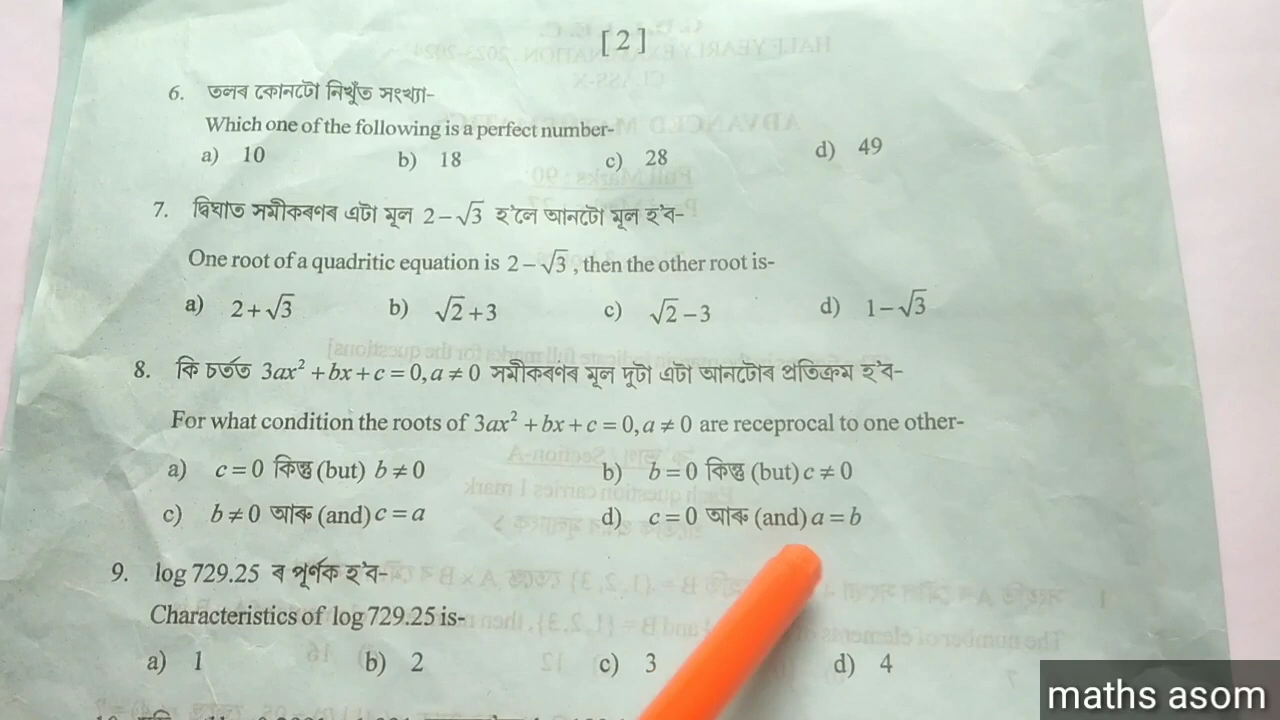 [2]
6. তলৰ কোনটো নিখুঁত সংখ্যা-
Which one of the following is a perfect number-
a) 10 b) 18 c) 28 d) 49
7. দ্বিঘাত সমীকৰণৰ এটা মূল 2 – √3 হ'লে আনটো মূল হ'ব-
One root of a quadritic equation is 2 – √3, then the other root is-
a) 2+√3 b) √2+3 c) √2–3 d) 1–√3
8. কি চৰ্তত 3ax² + bx + c = 0, a ≠ 0 সমীকৰণৰ মূল দুটা এটা আনটোৰ প্ৰতিক্ৰম হ'ব-
For what condition the roots of 3ax² + bx + c = 0, a ≠ 0 are receprocal to one other-
a) c = 0 কিন্তু (but) b ≠ 0 b) b = 0 কিন্তু (but) c ≠ 0
c) b ≠ 0 আৰু (and) c = a d) c = 0 আৰু (and) a = b
9. log 729.25 ৰ পূৰ্ণক হ'ব-
Characteristics of log 729.25 is-
a) 1 b) 2 c) 3 d) 4
maths asom